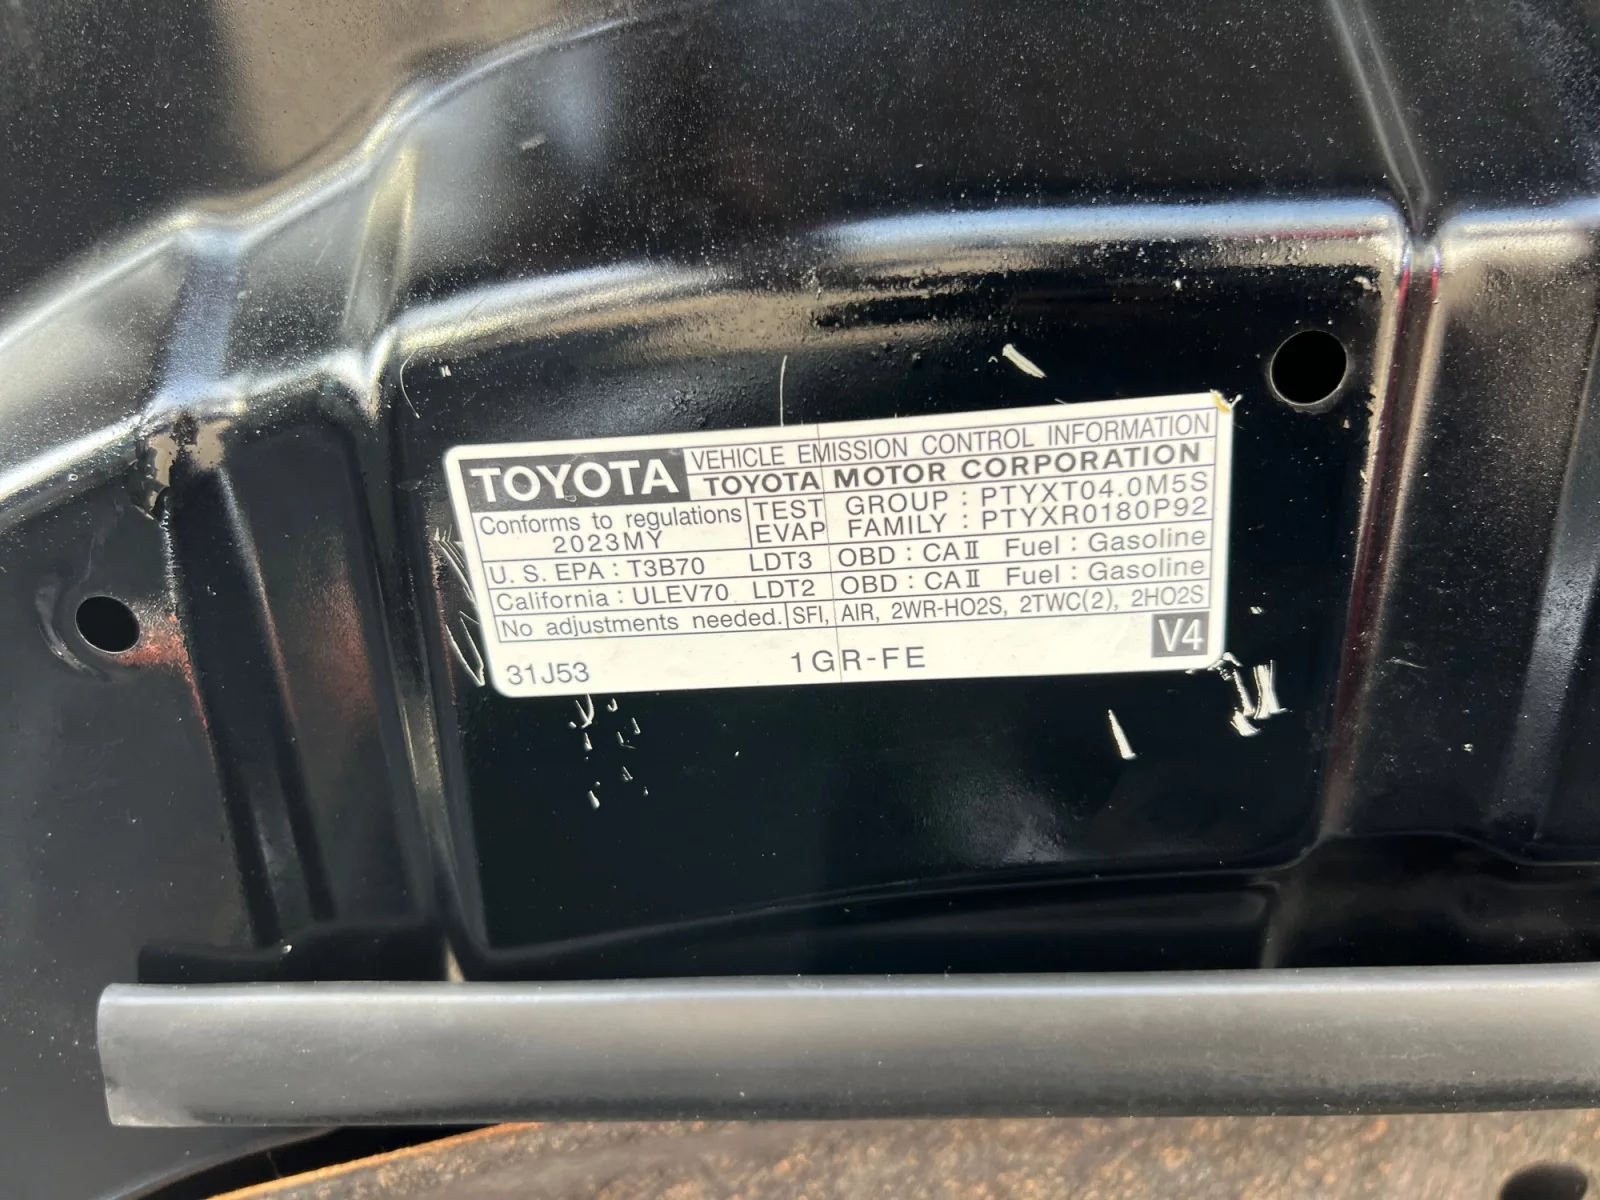 TOYOTA VEHICLE EMISSION CONTROL INFORMATION
TOYOTA MOTOR CORPORATION
Conforms to regulations
2023MY
TEST GROUP : PTYXT04.0M5S
EVAP FAMILY : PTYXR0180P92
U. S. EPA : T3B70 LDT3 OBD : CAⅡ Fuel : Gasoline
California : ULEV70 LDT2 OBD : CAⅡ Fuel : Gasoline
No adjustments needed. SFI, AIR, 2WR-HO2S, 2TWC(2), 2HO2S
31J53 1GR-FE V4